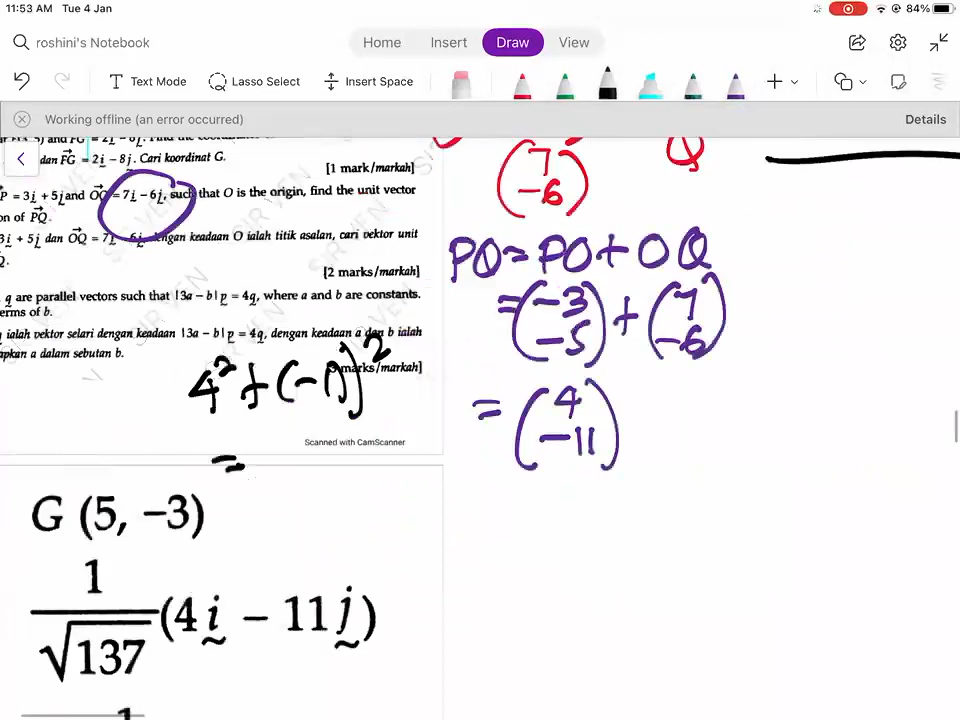 11:53 AM Tue 4 Jan
84%
roshini's Notebook
Home Insert Draw View
Text Mode Lasso Select Insert Space
Working offline (an error occurred) Details
dan FG = 2i – 8j. Cari koordinat G.
[1 mark/markah]
P = 3i + 5j and OQ = 7i – 6j, such that O is the origin, find the unit vector
on of PQ.
3i + 5j dan OQ = 7i – 6j, dengan keadaan O ialah titik asalan, cari vektor unit
Q.
[2 marks/markah]
q are parallel vectors such that |3a – b|p = 4q, where a and b are constants.
erms of b.
ialah vektor selari dengan keadaan |3a – b|p = 4q, dengan keadaan a dan b ialah
apkan a dalam sebutan b.
marks/markah]
4² + (-1)²
=
Scanned with CamScanner
G (5, −3)
1
√137 (4i − 11j)
1
7
-6
Q
PQ = PO + OQ
= (-3 -5) + (7 -6)
= (4 -11)